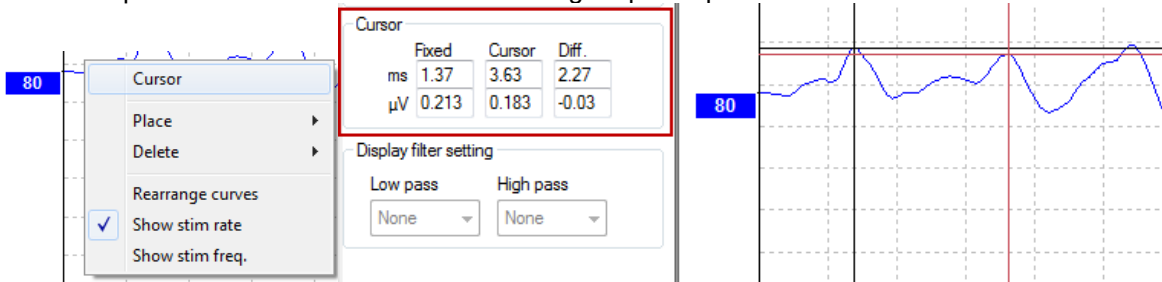 80
Cursor
Place
Delete
Rearrange curves
Show stim rate
Show stim freq.
Cursor
Fixed Cursor Diff.
ms 1.37 3.63 2.27
µV 0.213 0.183 -0.03
Display filter setting
Low pass High pass
None None
80